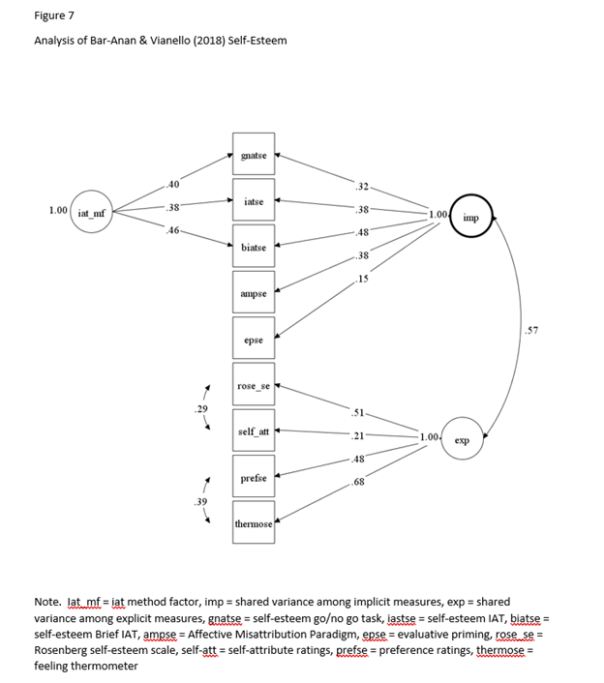 Figure 7
Analysis of Bar-Anan & Vianello (2018) Self-Esteem
gnatse
.40
.32
iatse
1.00
iat_mf
.38
.38
1.00
imp
.46
.48
biatse
.38
ampse
.15
.57
epse
rose_se
.29
.51
self_att
.21
1.00
exp
.48
prefse
.68
.39
thermose
Note. Iat_mf = iat method factor, imp = shared variance among implicit measures, exp = shared
variance among explicit measures, gnatse = self-esteem go/no go task, iastse = self-esteem IAT, biatse =
self-esteem Brief IAT, ampse = Affective Misattribution Paradigm, epse = evaluative priming, rose_se =
Rosenberg self-esteem scale, self-att = self-attribute ratings, prefse = preference ratings, thermose =
feeling thermometer